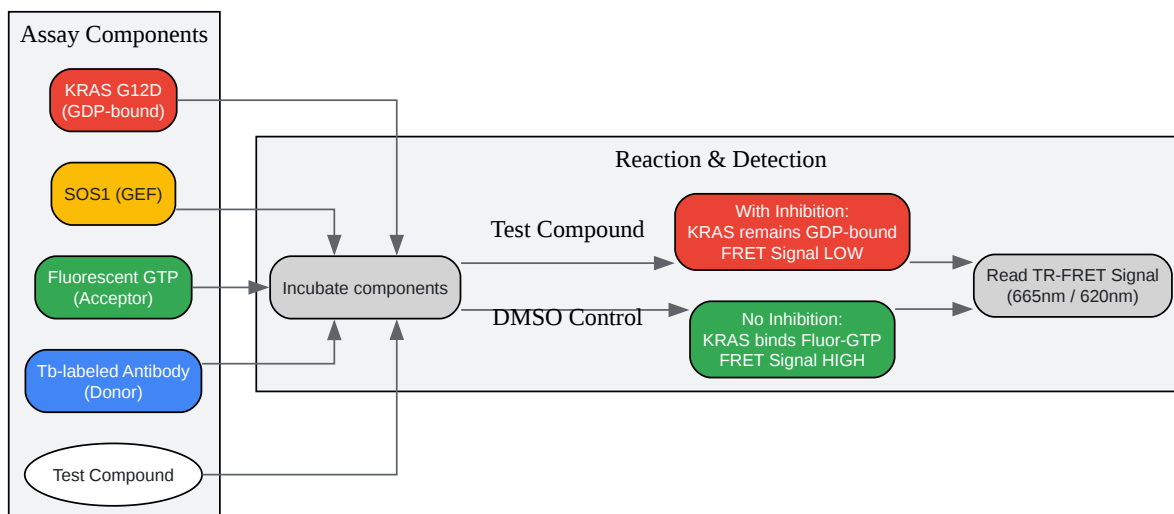 Assay Components
KRAS G12D
(GDP-bound)
SOS1 (GEF)
Fluorescent GTP
(Acceptor)
Tb-labeled Antibody
(Donor)
Test Compound
Reaction & Detection
Incubate components
Test Compound
DMSO Control
With Inhibition:
KRAS remains GDP-bound
FRET Signal LOW
No Inhibition:
KRAS binds Fluor-GTP
FRET Signal HIGH
Read TR-FRET Signal
(665nm / 620nm)